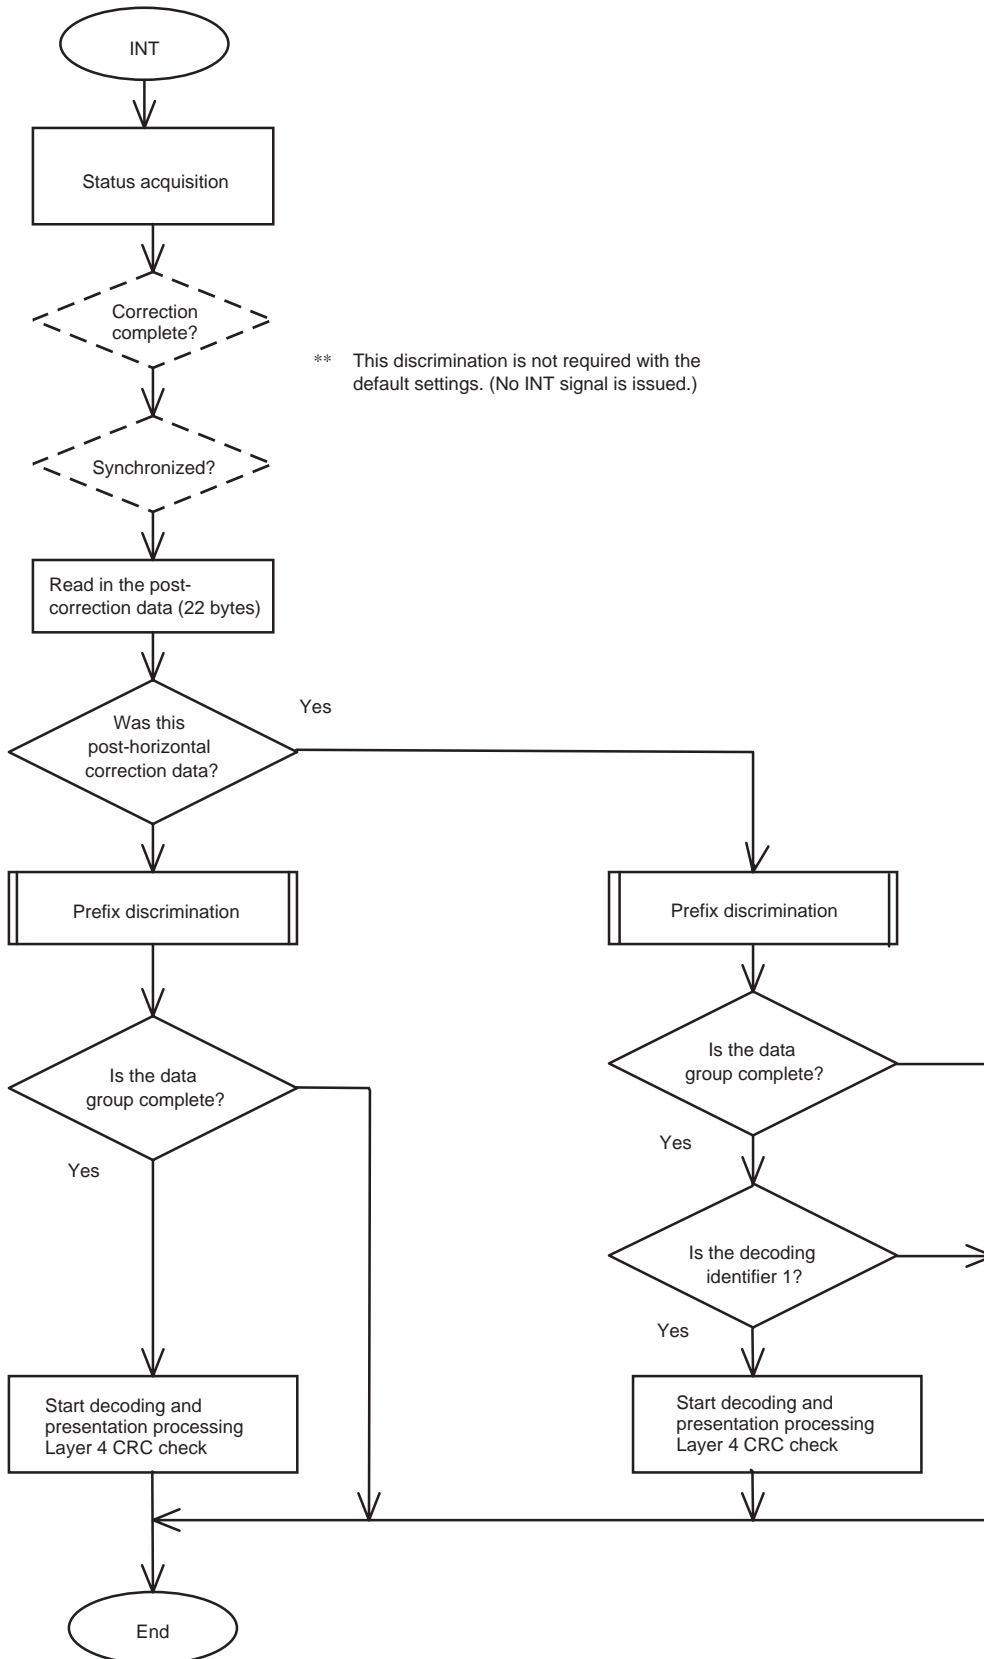 INT
Status acquisition
Correction
complete?
** This discrimination is not required with the
default settings. (No INT signal is issued.)
Synchronized?
Read in the post-
correction data (22 bytes)
Yes
Was this
post-horizontal
correction data?
Prefix discrimination
Prefix discrimination
Is the data
group complete?
Is the data
group complete?
Yes
Yes
Is the decoding
identifier 1?
Yes
Start decoding and
presentation processing
Layer 4 CRC check
Start decoding and
presentation processing
Layer 4 CRC check
End